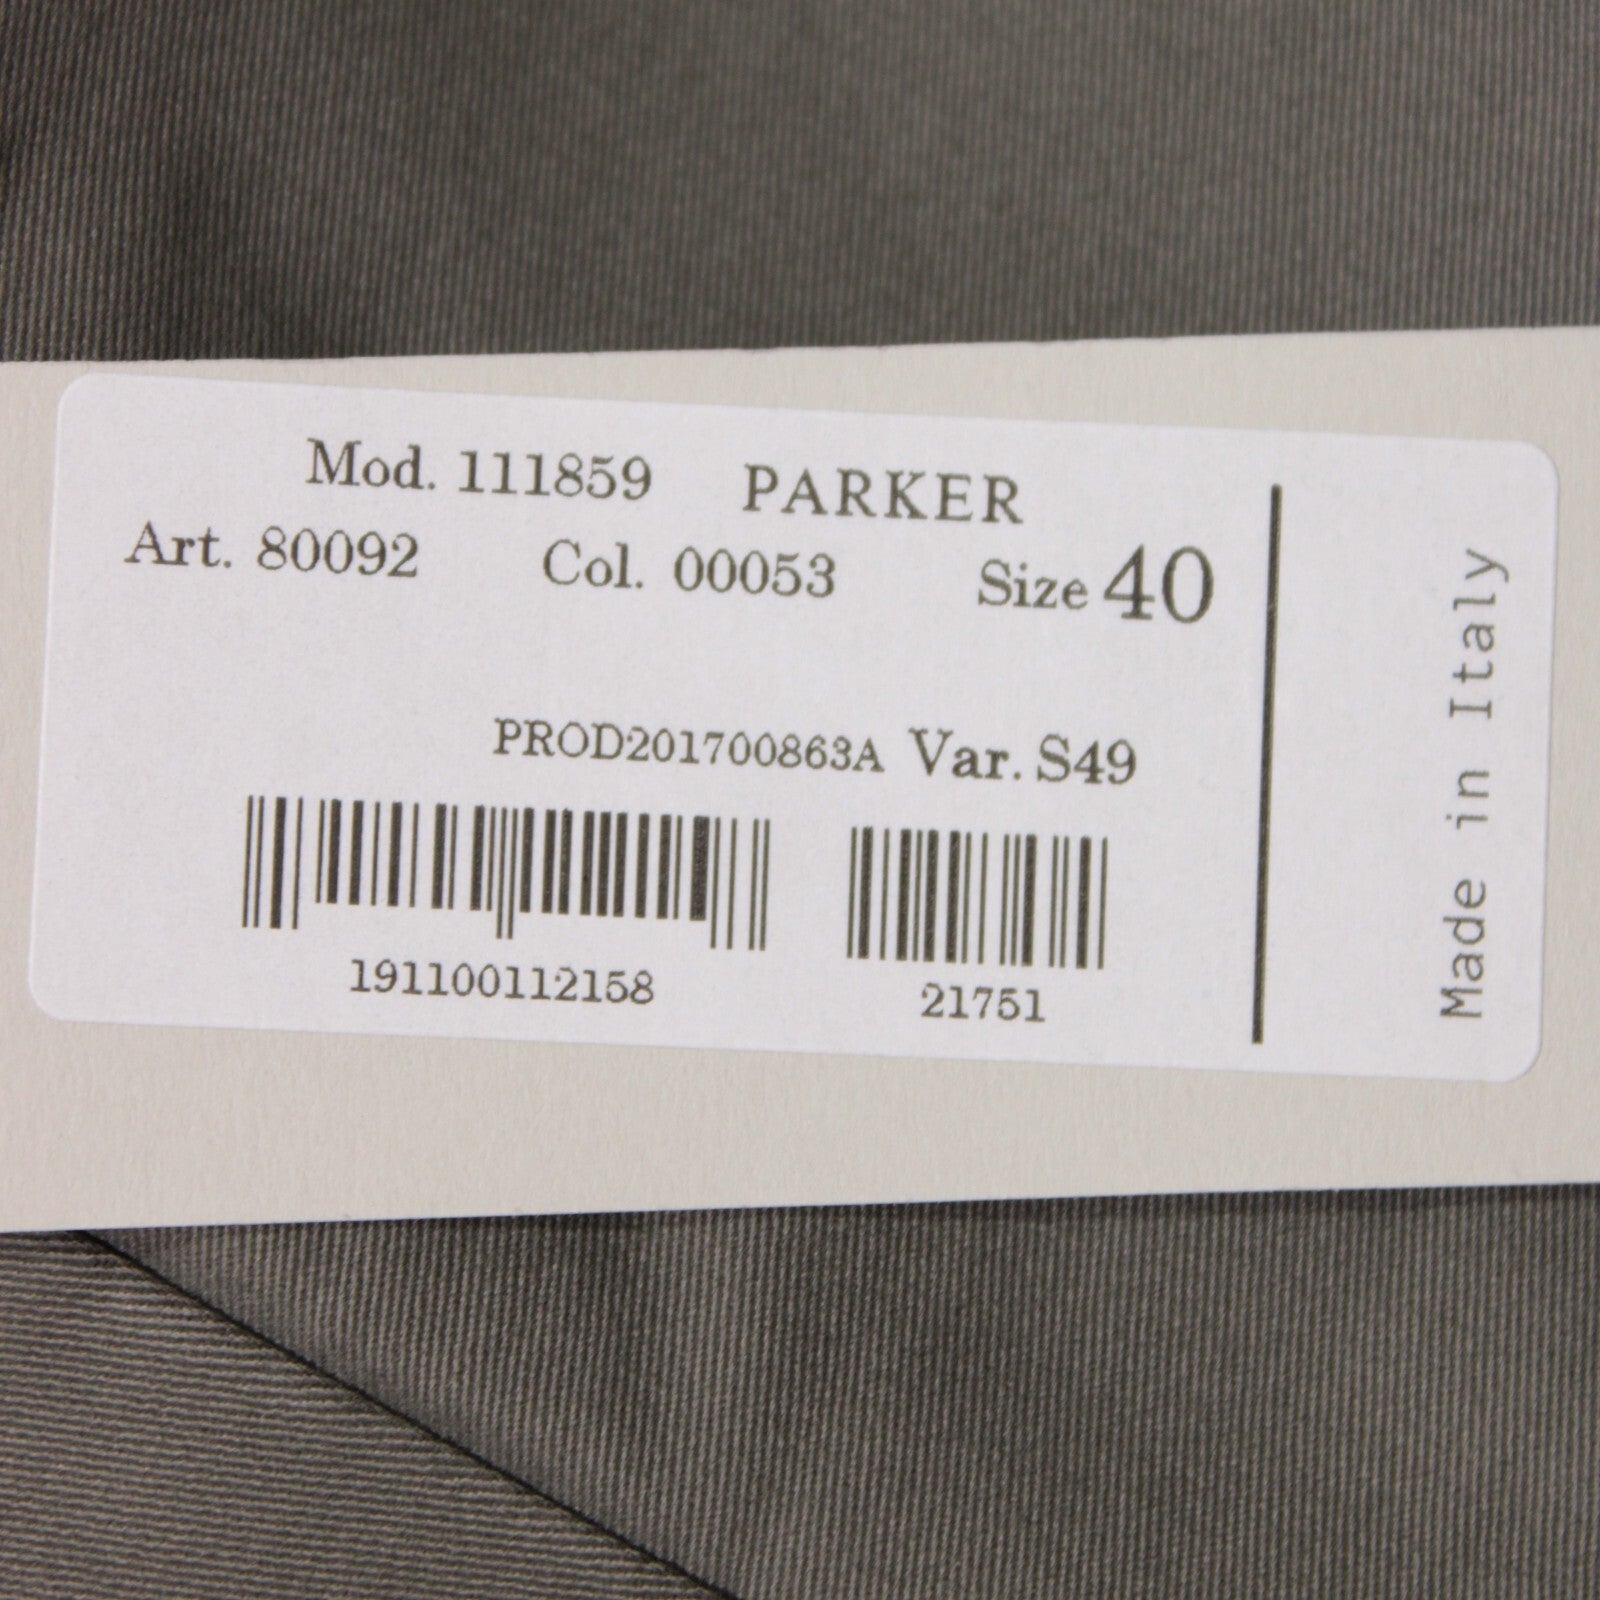 Mod. 111859 PARKER
Art. 80092 Col. 00053 Size 40
PROD201700863A Var. S49
191100112158 21751
Made in Italy